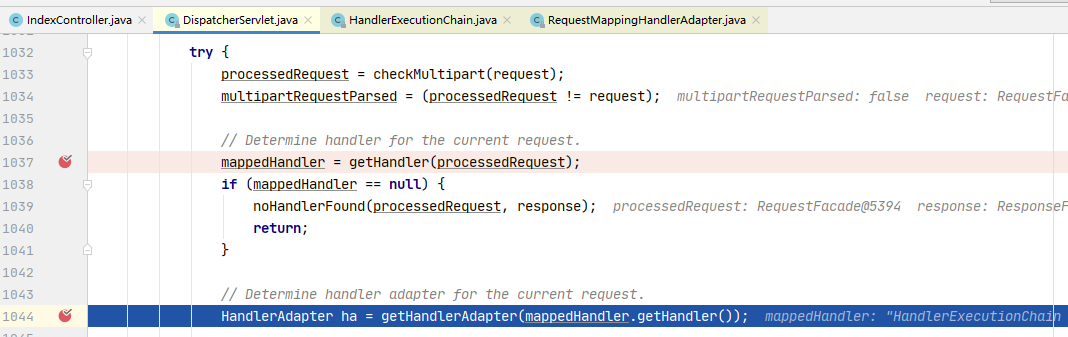 IndexController.java DispatcherServlet.java HandlerExecutionChain.java RequestMappingHandlerAdapter.java
1032 try {
1033 processedRequest = checkMultipart(request);
1034 multipartRequestParsed = (processedRequest != request); multipartRequestParsed: false request: RequestFa
1035
1036 // Determine handler for the current request.
1037 mappedHandler = getHandler(processedRequest);
1038 if (mappedHandler == null) {
1039 noHandlerFound(processedRequest, response); processedRequest: RequestFacade@5394 response: ResponseF
1040 return;
1041 }
1042
1043 // Determine handler adapter for the current request.
1044 HandlerAdapter ha = getHandlerAdapter(mappedHandler.getHandler()); mappedHandler: "HandlerExecutionChain